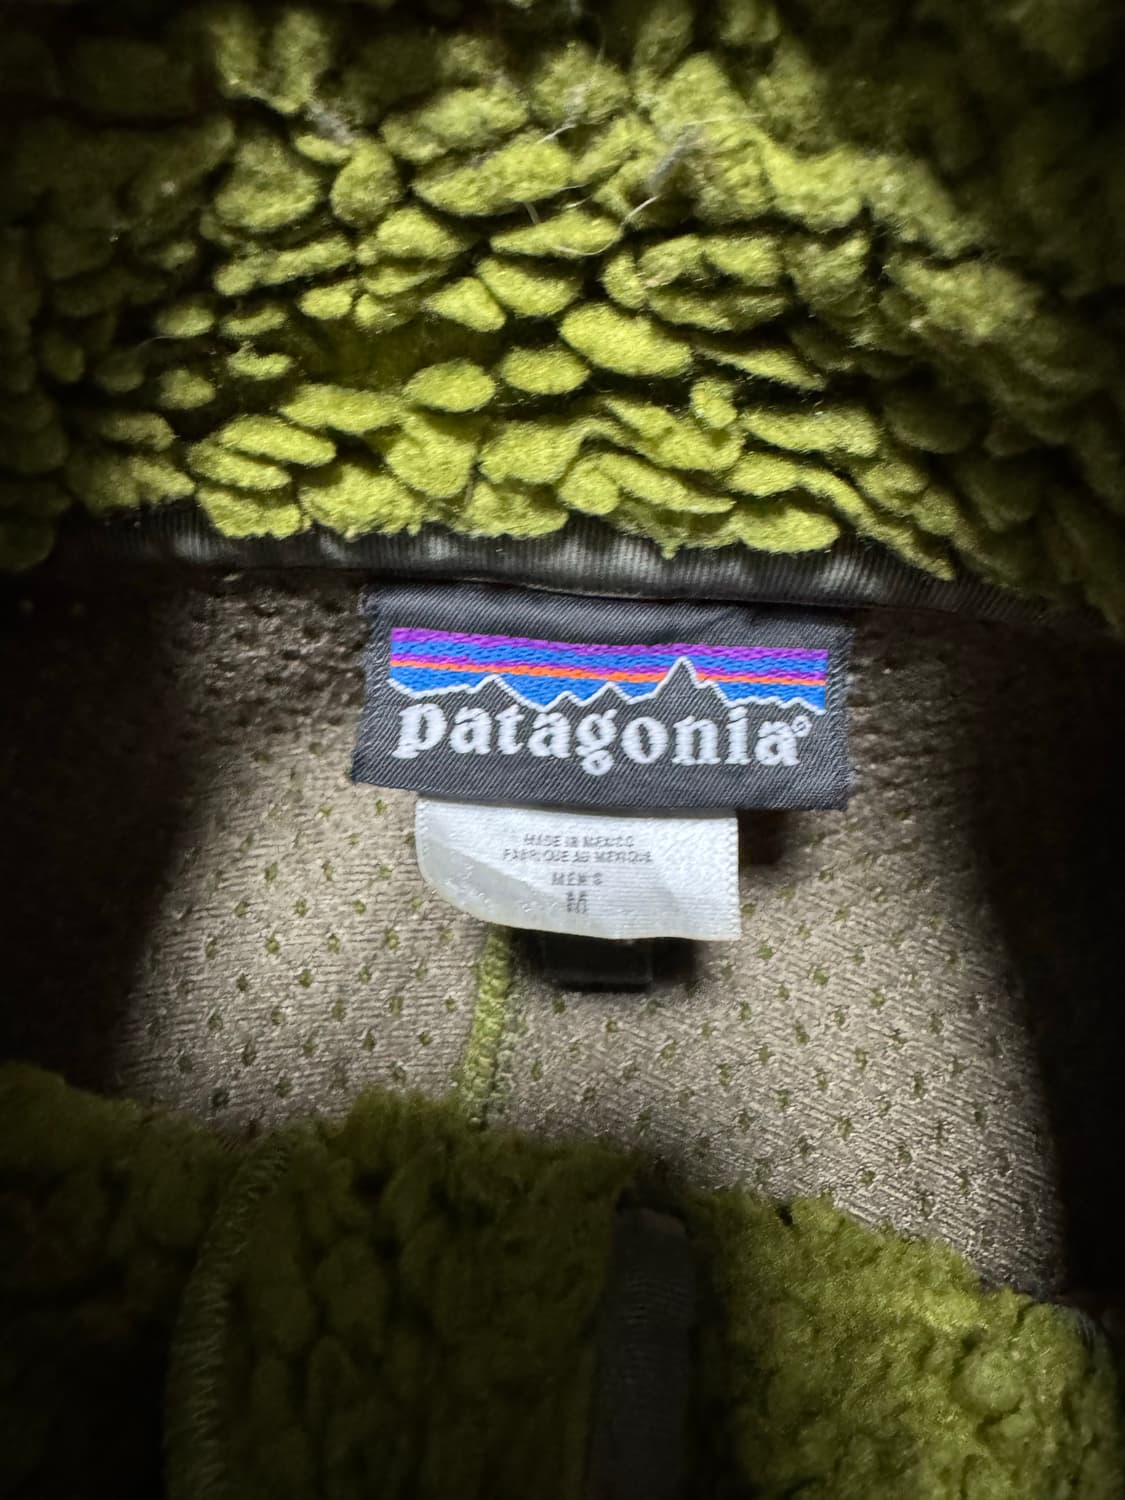 patagonia®
MADE IN MEXICO
FABRIQUE AU MEXIQUE
MEN'S
M